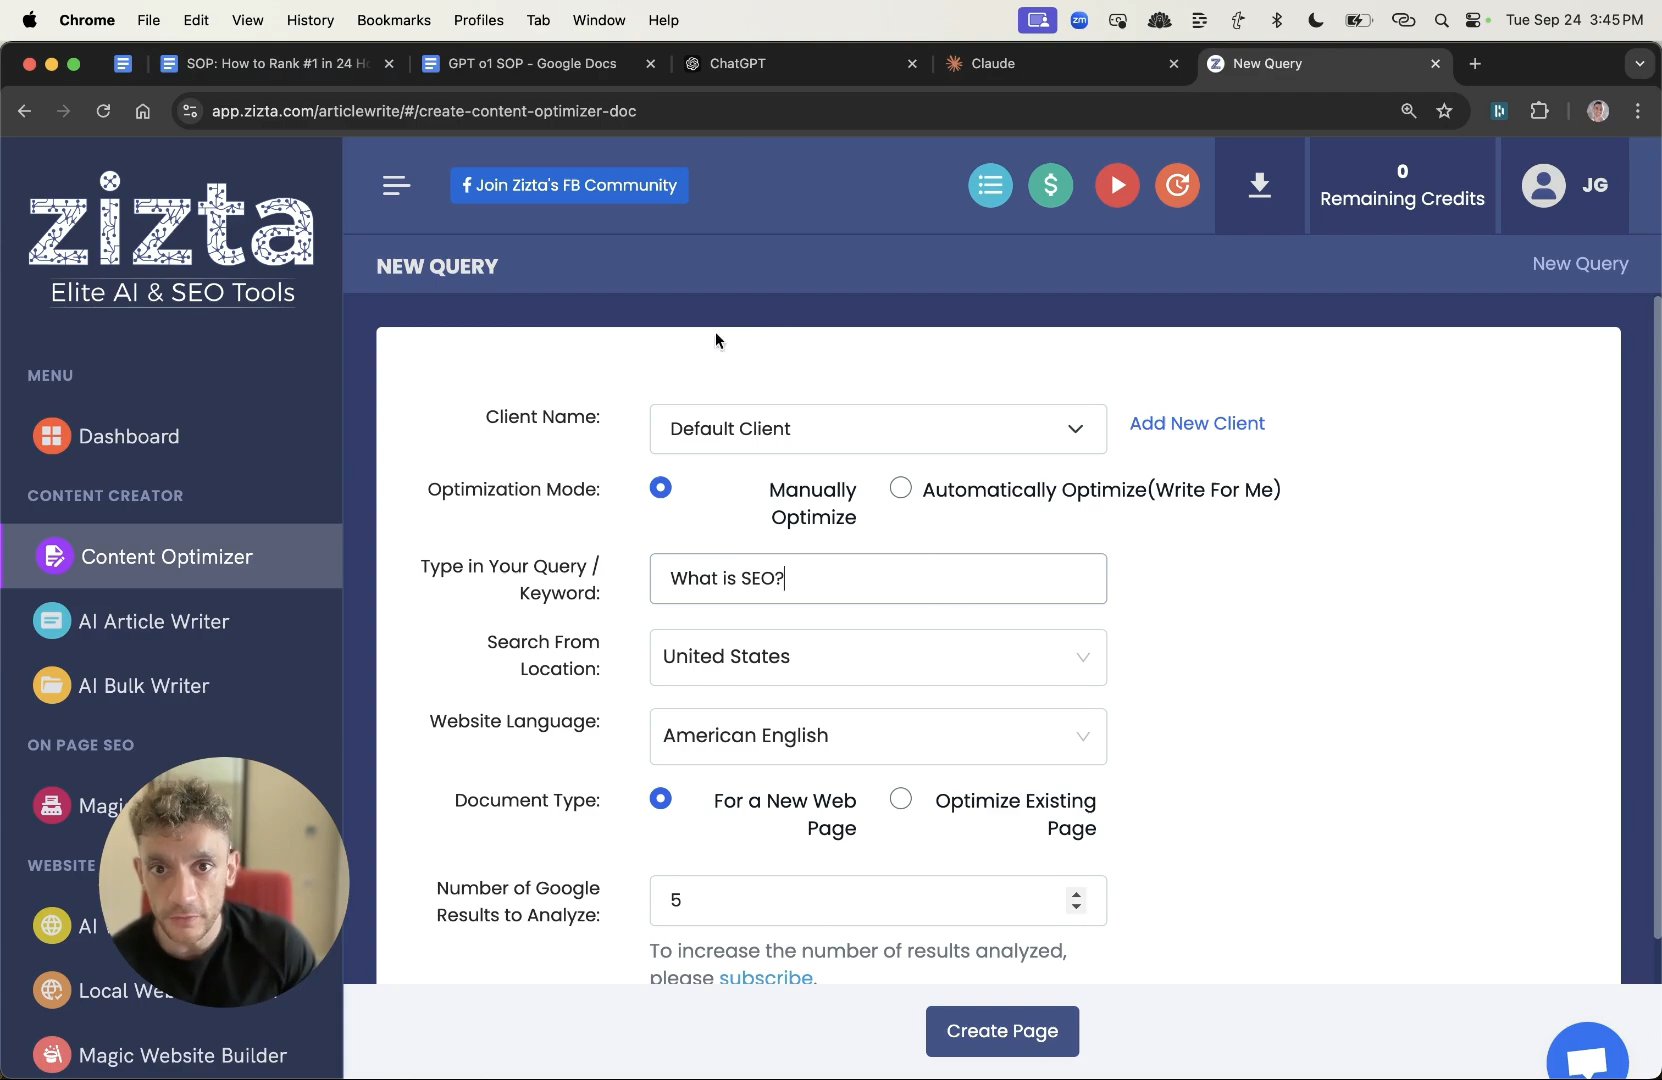 Chrome File Edit View History Bookmarks Profiles Tab Window Help
zm
Tue Sep 24 3:45 PM
SOP: How to Rank #1 in 24 Ho
GPT o1 SOP - Google Docs
ChatGPT
Claude
New Query
app.zizta.com/articlewrite/#/create-content-optimizer-doc
zizta
Elite AI & SEO Tools
Join Zizta's FB Community
0
Remaining Credits
JG
NEW QUERY
New Query
MENU
Dashboard
CONTENT CREATOR
Content Optimizer
AI Article Writer
AI Bulk Writer
ON PAGE SEO
Magic
WEBSITE
AI
Local We
Magic Website Builder
Client Name:
Default Client
Add New Client
Optimization Mode:
Manually
Optimize
Automatically Optimize(Write For Me)
Type in Your Query /
Keyword:
What is SEO?
Search From
Location:
United States
Website Language:
American English
Document Type:
For a New Web
Page
Optimize Existing
Page
Number of Google
Results to Analyze:
5
To increase the number of results analyzed,
please subscribe.
Create Page